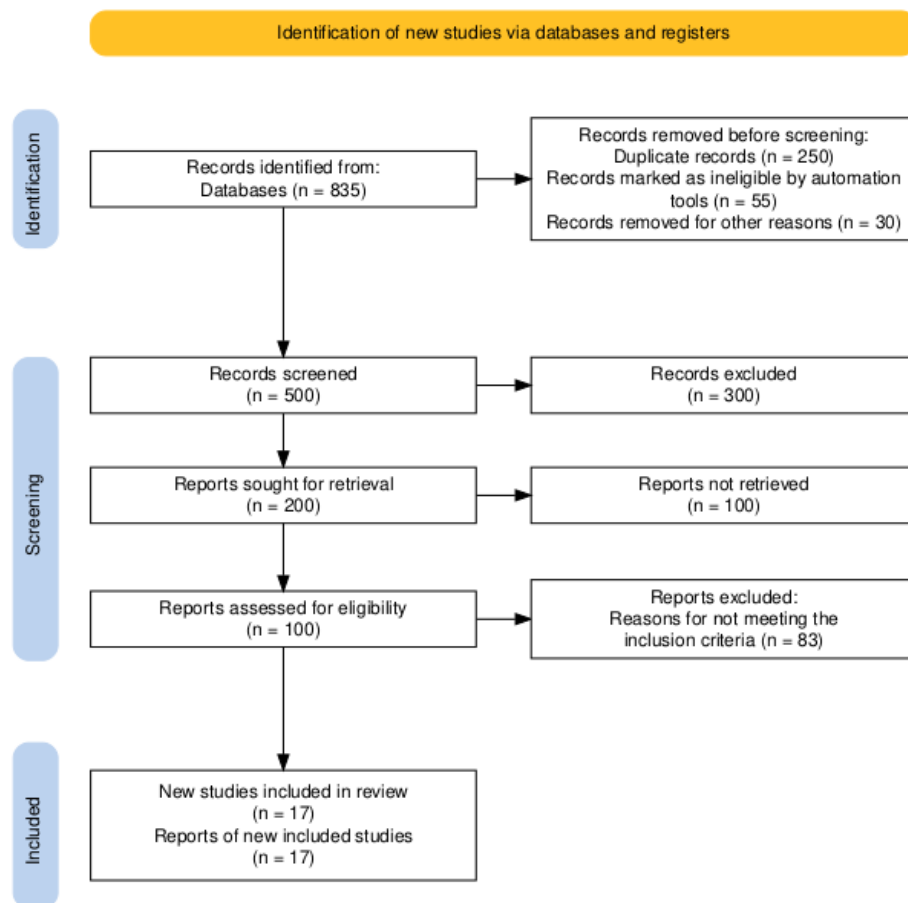 Identification of new studies via databases and registers
Identification
Records identified from:
Databases (n = 835)
Records removed before screening:
Duplicate records (n = 250)
Records marked as ineligible by automation
tools (n = 55)
Records removed for other reasons (n = 30)
Screening
Records screened
(n = 500)
Records excluded
(n = 300)
Reports sought for retrieval
(n = 200)
Reports not retrieved
(n = 100)
Reports assessed for eligibility
(n = 100)
Reports excluded:
Reasons for not meeting the
inclusion criteria (n = 83)
Included
New studies included in review
(n = 17)
Reports of new included studies
(n = 17)